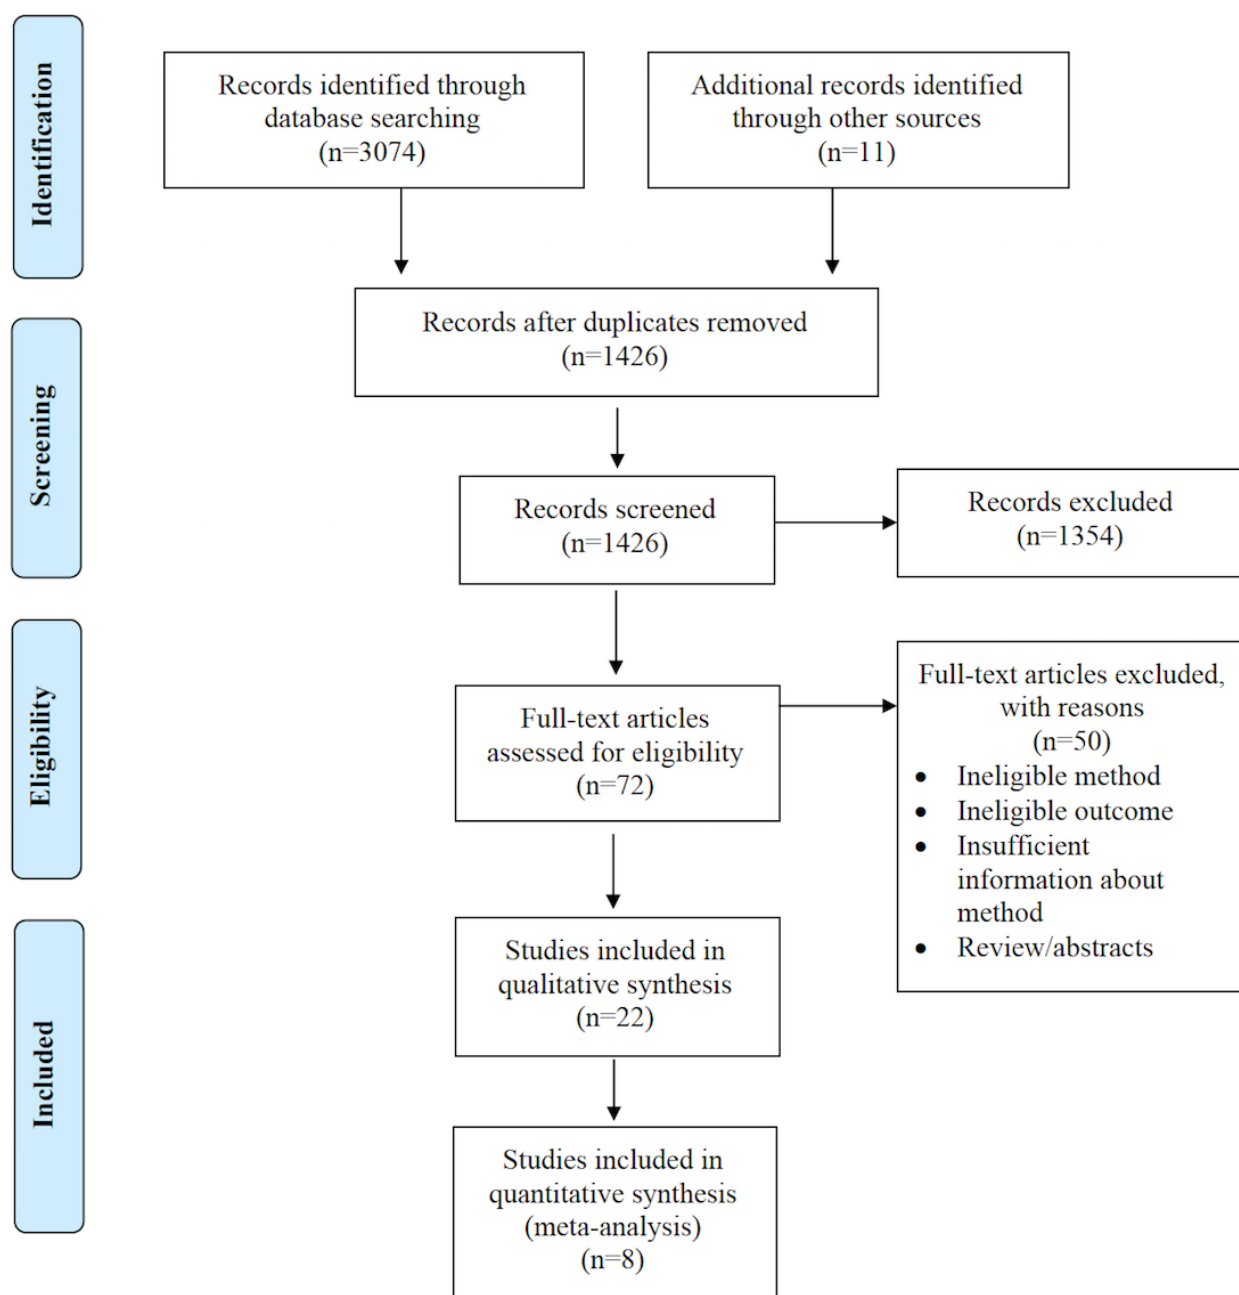 Identification
Records identified through
database searching
(n=3074)
Additional records identified
through other sources
(n=11)
Records after duplicates removed
(n=1426)
Screening
Records screened
(n=1426)
Records excluded
(n=1354)
Eligibility
Full-text articles
assessed for eligibility
(n=72)
Full-text articles excluded,
with reasons
(n=50)
● Ineligible method
● Ineligible outcome
● Insufficient
information about
method
● Review/abstracts
Included
Studies included in
qualitative synthesis
(n=22)
Studies included in
quantitative synthesis
(meta-analysis)
(n=8)